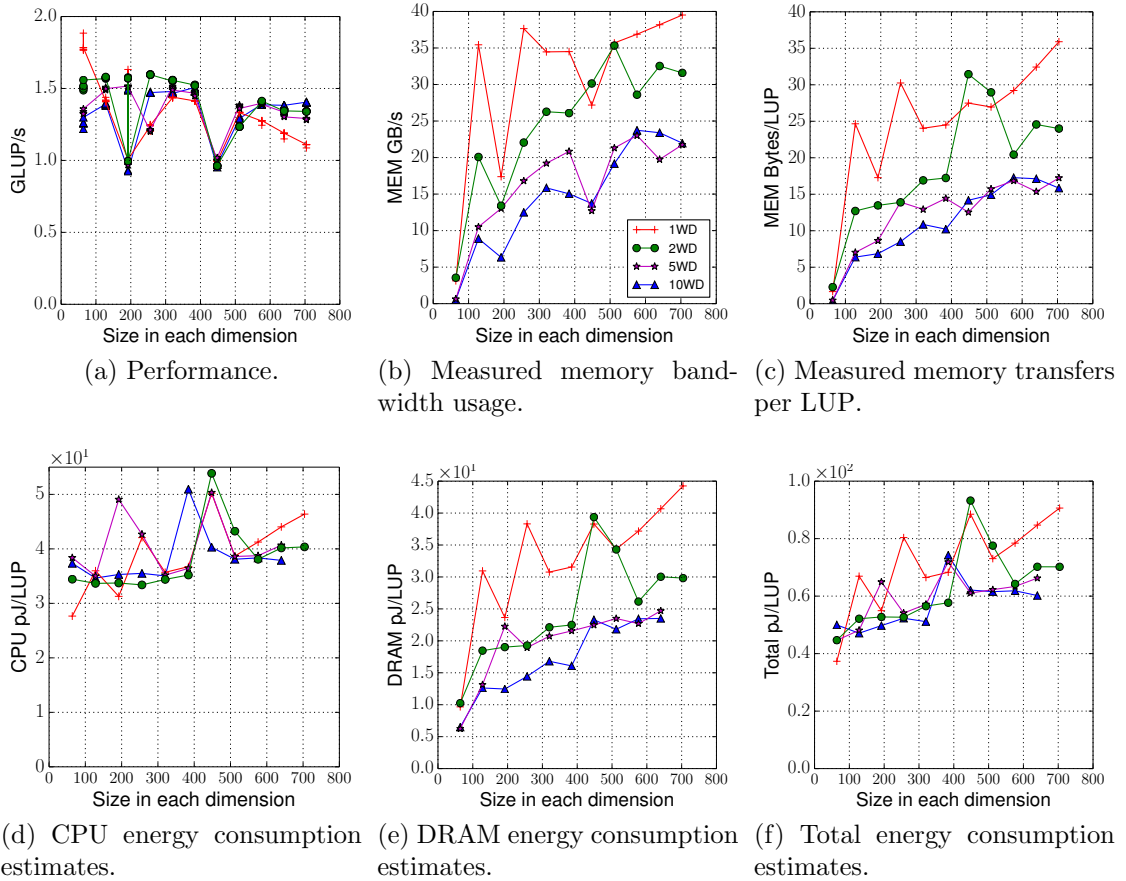 2.0
1.5
1.0
0.5
0.0
GLUP/s
0 100 200 300 400 500 600 700 800
Size in each dimension
(a) Performance.
40
35
30
25
20
15
10
5
0
MEM GB/s
1WD
2WD
5WD
10WD
0 100 200 300 400 500 600 700 800
Size in each dimension
(b) Measured memory band-
width usage.
40
35
30
25
20
15
10
5
0
MEM Bytes/LUP
0 100 200 300 400 500 600 700 800
Size in each dimension
(c) Measured memory transfers
per LUP.
×10¹
5
4
3
2
1
0
CPU pJ/LUP
0 100 200 300 400 500 600 700 800
Size in each dimension
(d) CPU energy consumption
estimates.
×10¹
4.5
4.0
3.5
3.0
2.5
2.0
1.5
1.0
0.5
0.0
DRAM pJ/LUP
0 100 200 300 400 500 600 700 800
Size in each dimension
(e) DRAM energy consumption
estimates.
×10²
1.0
0.8
0.6
0.4
0.2
0.0
Total pJ/LUP
0 100 200 300 400 500 600 700 800
Size in each dimension
(f) Total energy consumption
estimates.